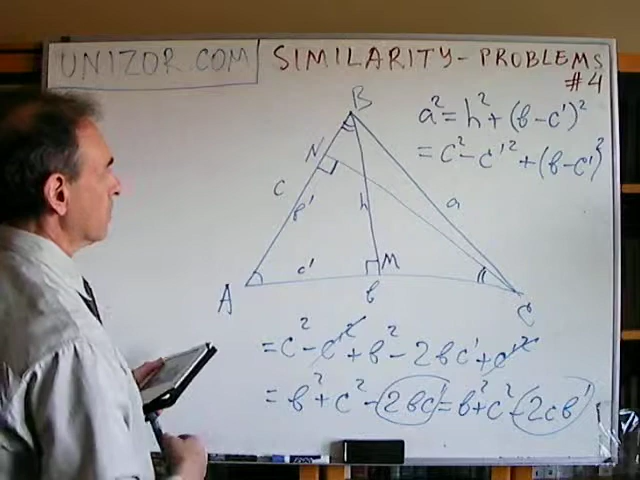 UNIZOR.COM
SIMILARITY - PROBLEMS
#4
B
a² = h² + (b - c')²
= c² - c'² + (b - c')²
N
c
b'
h
a
c'
M
A
b
C
= c² - c'² + b² - 2bc' + c'²
= b² + c² - 2bc' = b² + c² - 2cb'